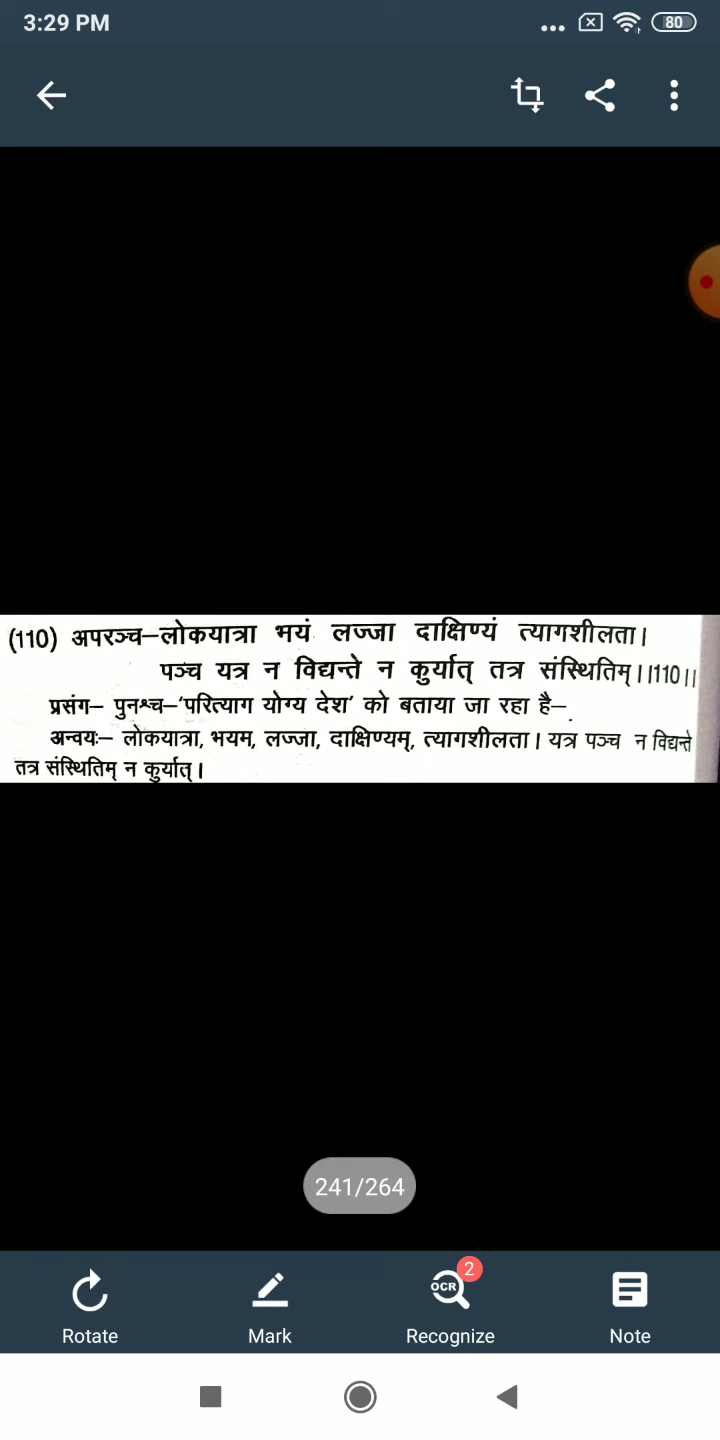 3:29 PM
80
(110) अपरञ्च–लोकयात्रा भयं लज्जा दाक्षिण्यं त्यागशीलता।
पञ्च यत्र न विद्यन्ते न कुर्यात् तत्र संस्थितिम्।।110।।
प्रसंग– पुनश्च–'परित्याग योग्य देश' को बताया जा रहा है–
अन्वयः– लोकयात्रा, भयम, लज्जा, दाक्षिण्यम्, त्यागशीलता। यत्र पञ्च न विद्यन्ते
तत्र संस्थितिम् न कुर्यात्।
241/264
OCR 2
Rotate Mark Recognize Note